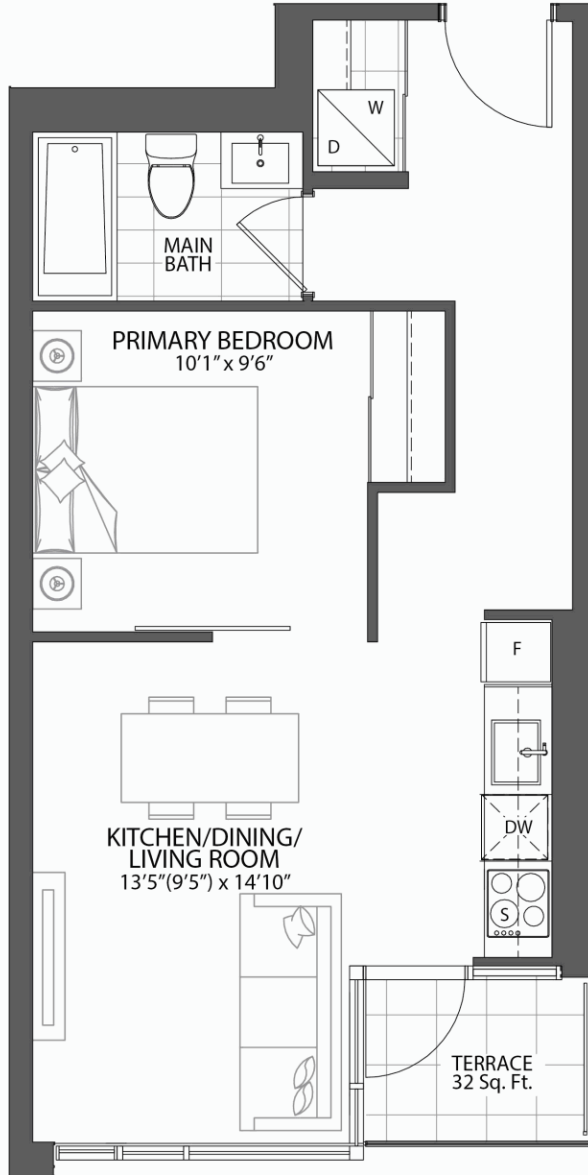 W
D
MAIN
BATH
PRIMARY BEDROOM
10'1" x 9'6"
F
DW
KITCHEN/DINING/
LIVING ROOM
13'5"(9'5") x 14'10"
S
TERRACE
32 Sq. Ft.